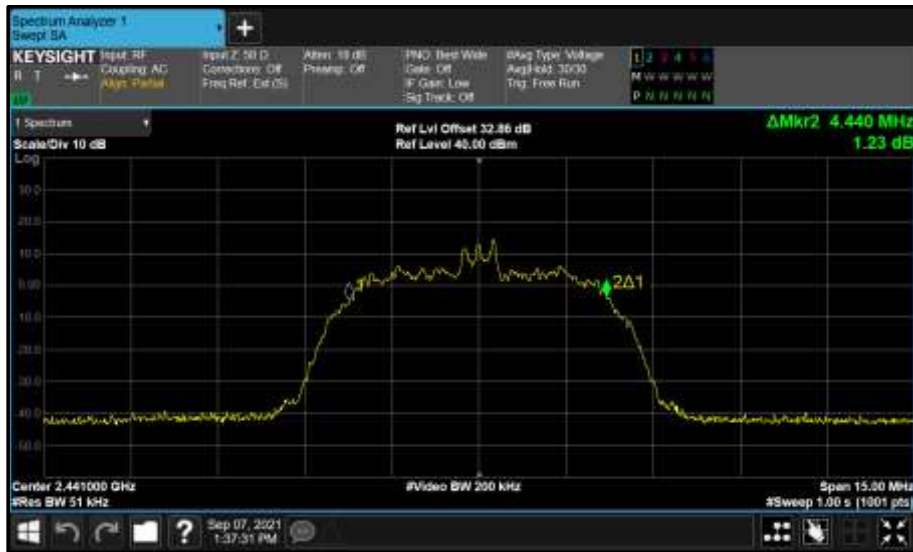 Spectrum Analyzer 1
Swept SA
+
KEYSIGHT
R T
Input: RF
Coupling: AC
Align: Partial
Input Z: 50 Ω
Corrections: Off
Freq Ref: Ext (S)
Atten: 10 dB
Preamp: Off
PNO: Best Wide
Gate: Off
IF Gain: Low
Sig Track: Off
#Avg Type: Voltage
Avg|Hold: 30/30
Trig: Free Run
1 2 3 4 5 6
M W W W W W
P N N N N N
1 Spectrum
Scale/Div 10 dB
Ref Lvl Offset 32.86 dB
Ref Level 40.00 dBm
ΔMkr2 4.440 MHz
1.23 dB
Log
30.0
20.0
10.0
0.00
-10.0
-20.0
-30.0
-40.0
-50.0
2Δ1
Center 2.441000 GHz
#Res BW 51 kHz
#Video BW 200 kHz
Span 15.00 MHz
#Sweep 1.00 s (1001 pts)
?
Sep 07, 2021
1:37:31 PM